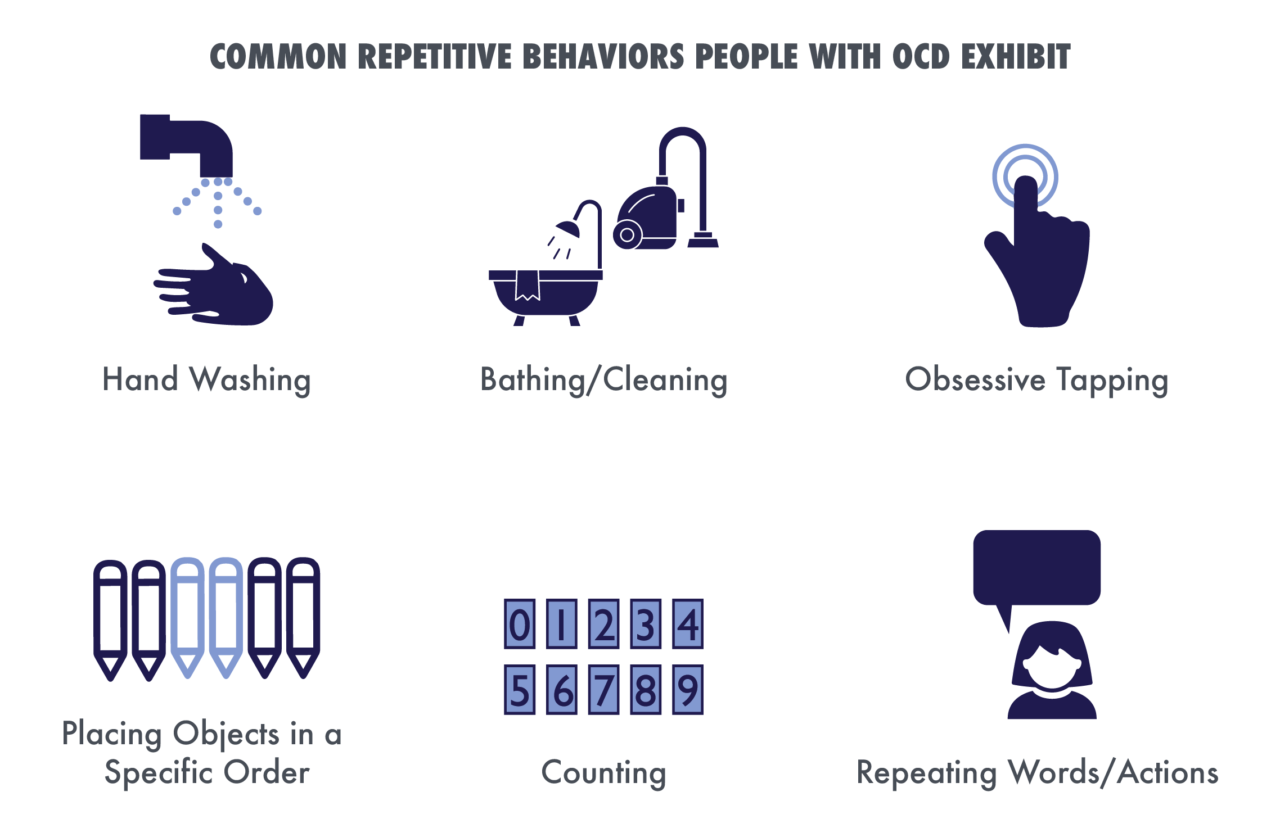 COMMON REPETITIVE BEHAVIORS PEOPLE WITH OCD EXHIBIT
Hand Washing
Bathing/Cleaning
Obsessive Tapping
0 1 2 3 4
5 6 7 8 9
Placing Objects in a
Specific Order
Counting
Repeating Words/Actions